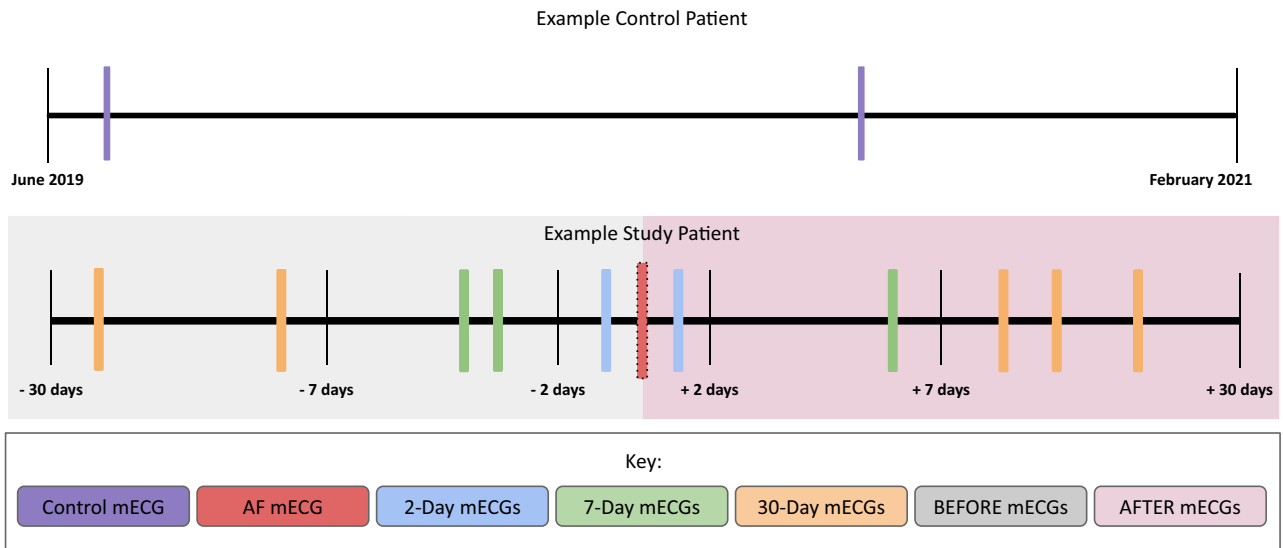 Example Control Patient
June 2019
February 2021
Example Study Patient
- 30 days
- 7 days
- 2 days
+ 2 days
+ 7 days
+ 30 days
Key:
Control mECG
AF mECG
2-Day mECGs
7-Day mECGs
30-Day mECGs
BEFORE mECGs
AFTER mECGs